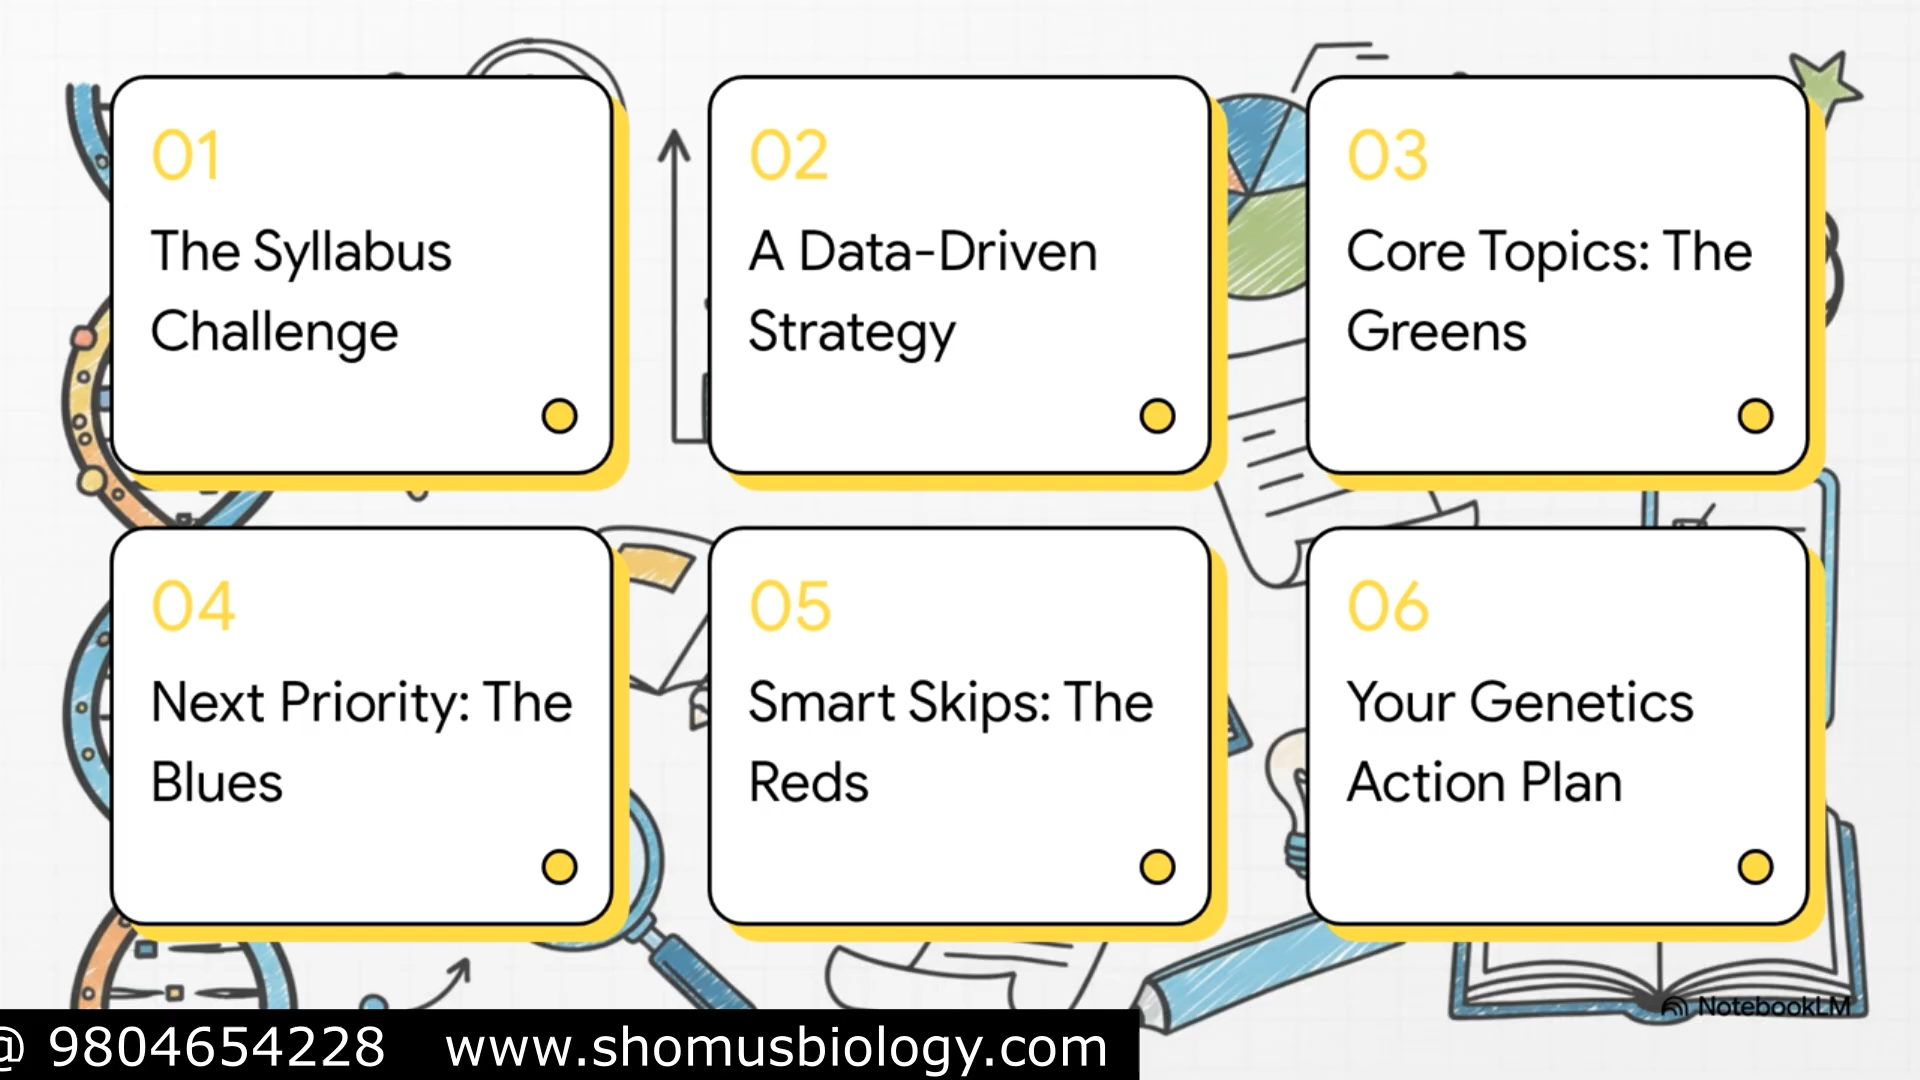 01
The Syllabus
Challenge
02
A Data-Driven
Strategy
03
Core Topics: The
Greens
04
Next Priority: The
Blues
05
Smart Skips: The
Reds
06
Your Genetics
Action Plan
NotebookLM
@ 9804654228 www.shomusbiology.com